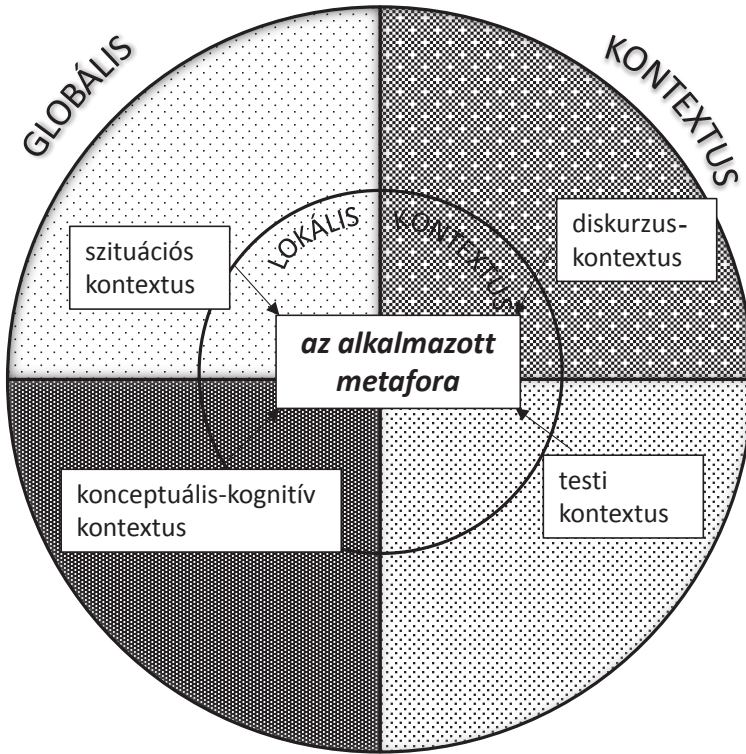 GLOBÁLIS
KONTEXTUS
LOKÁLIS
KONTEXTUS
szituációs
kontextus
diskurzus-
kontextus
az alkalmazott
metafora
konceptuális-kognitív
kontextus
testi
kontextus